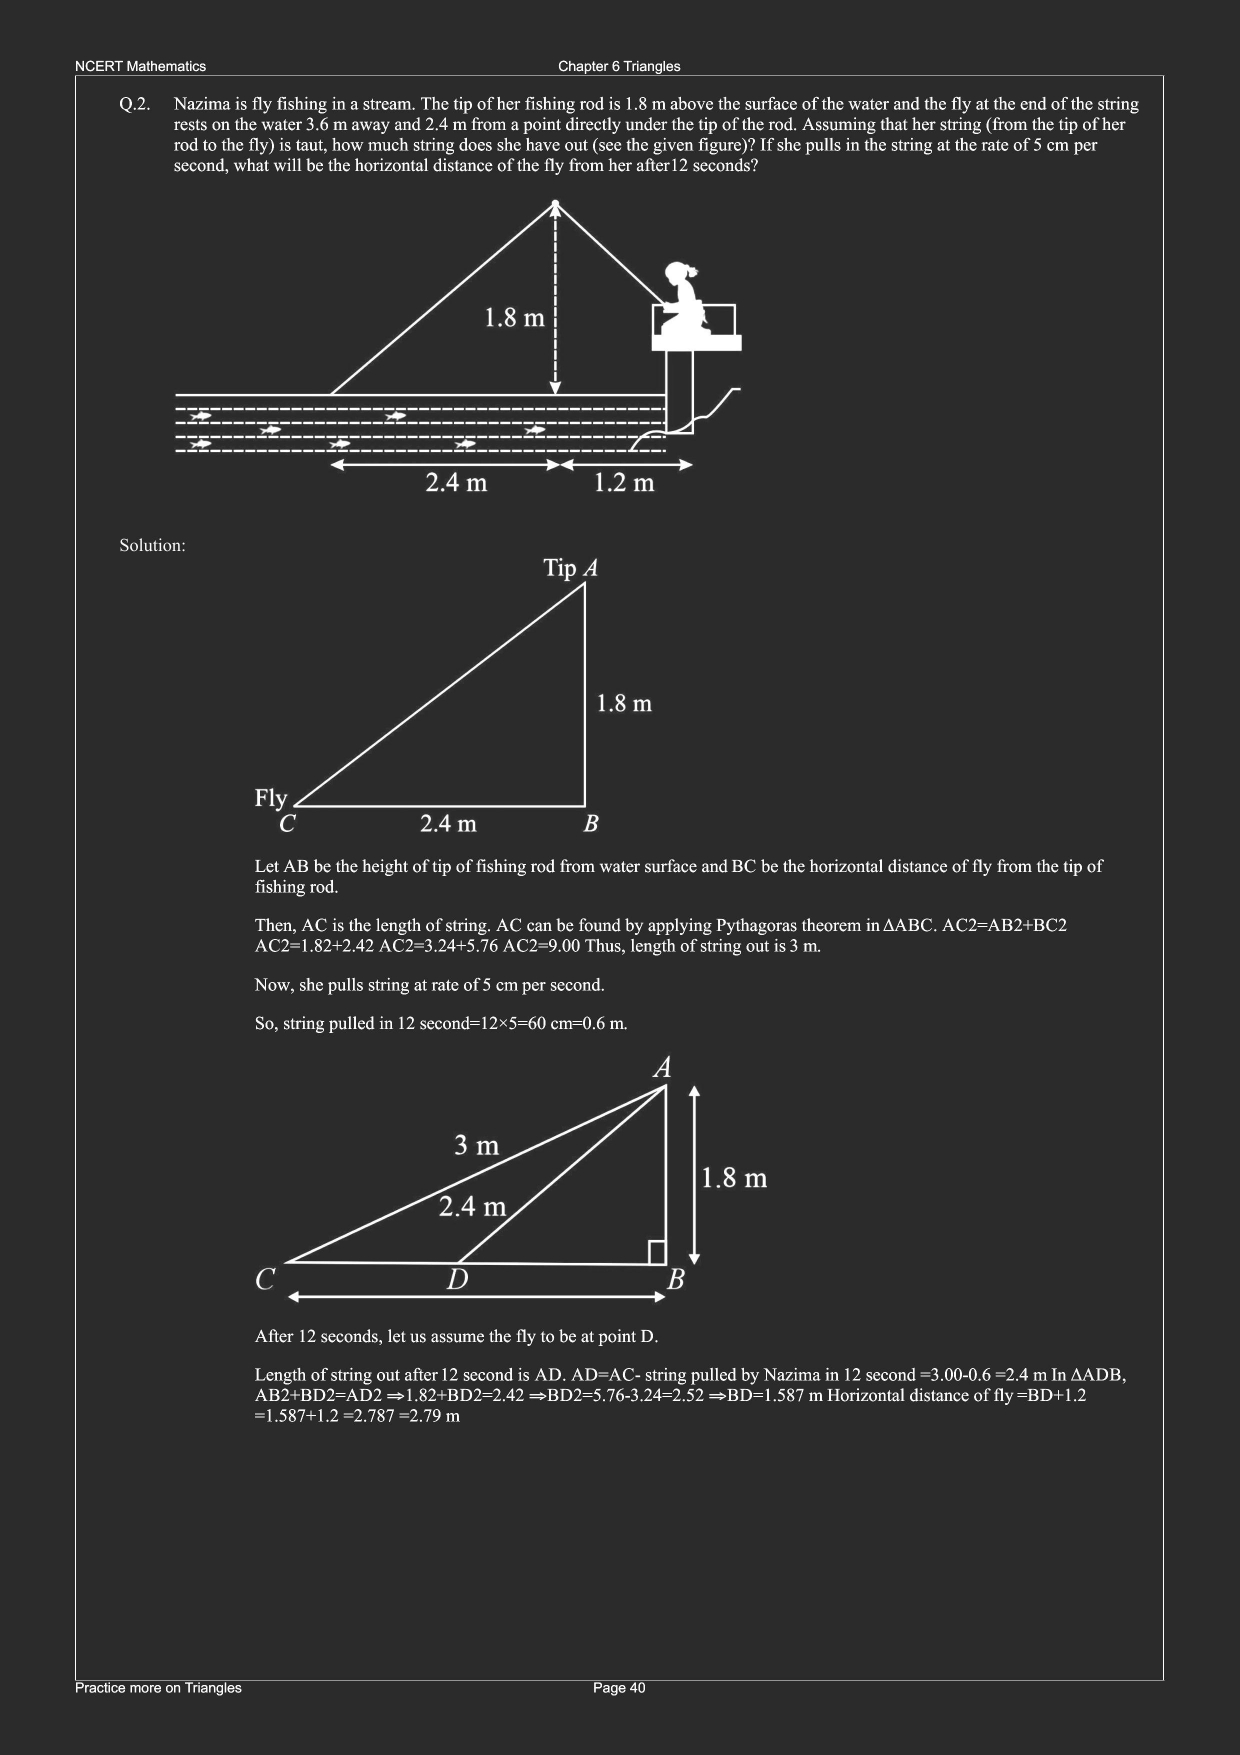 NCERT Mathematics
Chapter 6 Triangles
Q.2. Nazima is fly fishing in a stream. The tip of her fishing rod is 1.8 m above the surface of the water and the fly at the end of the string
rests on the water 3.6 m away and 2.4 m from a point directly under the tip of the rod. Assuming that her string (from the tip of her
rod to the fly) is taut, how much string does she have out (see the given figure)? If she pulls in the string at the rate of 5 cm per
second, what will be the horizontal distance of the fly from her after12 seconds?
1.8 m
2.4 m
1.2 m
Solution:
Tip A
1.8 m
Fly
C
2.4 m
B
Let AB be the height of tip of fishing rod from water surface and BC be the horizontal distance of fly from the tip of
fishing rod.
Then, AC is the length of string. AC can be found by applying Pythagoras theorem in ΔABC. AC2=AB2+BC2
AC2=1.82+2.42 AC2=3.24+5.76 AC2=9.00 Thus, length of string out is 3 m.
Now, she pulls string at rate of 5 cm per second.
So, string pulled in 12 second=12×5=60 cm=0.6 m.
A
3 m
1.8 m
2.4 m
C
D
B
After 12 seconds, let us assume the fly to be at point D.
Length of string out after 12 second is AD. AD=AC- string pulled by Nazima in 12 second =3.00-0.6 =2.4 m In ΔADB,
AB2+BD2=AD2 ⇒1.82+BD2=2.42 ⇒BD2=5.76-3.24=2.52 ⇒BD=1.587 m Horizontal distance of fly =BD+1.2
=1.587+1.2 =2.787 =2.79 m
Practice more on Triangles
Page 40